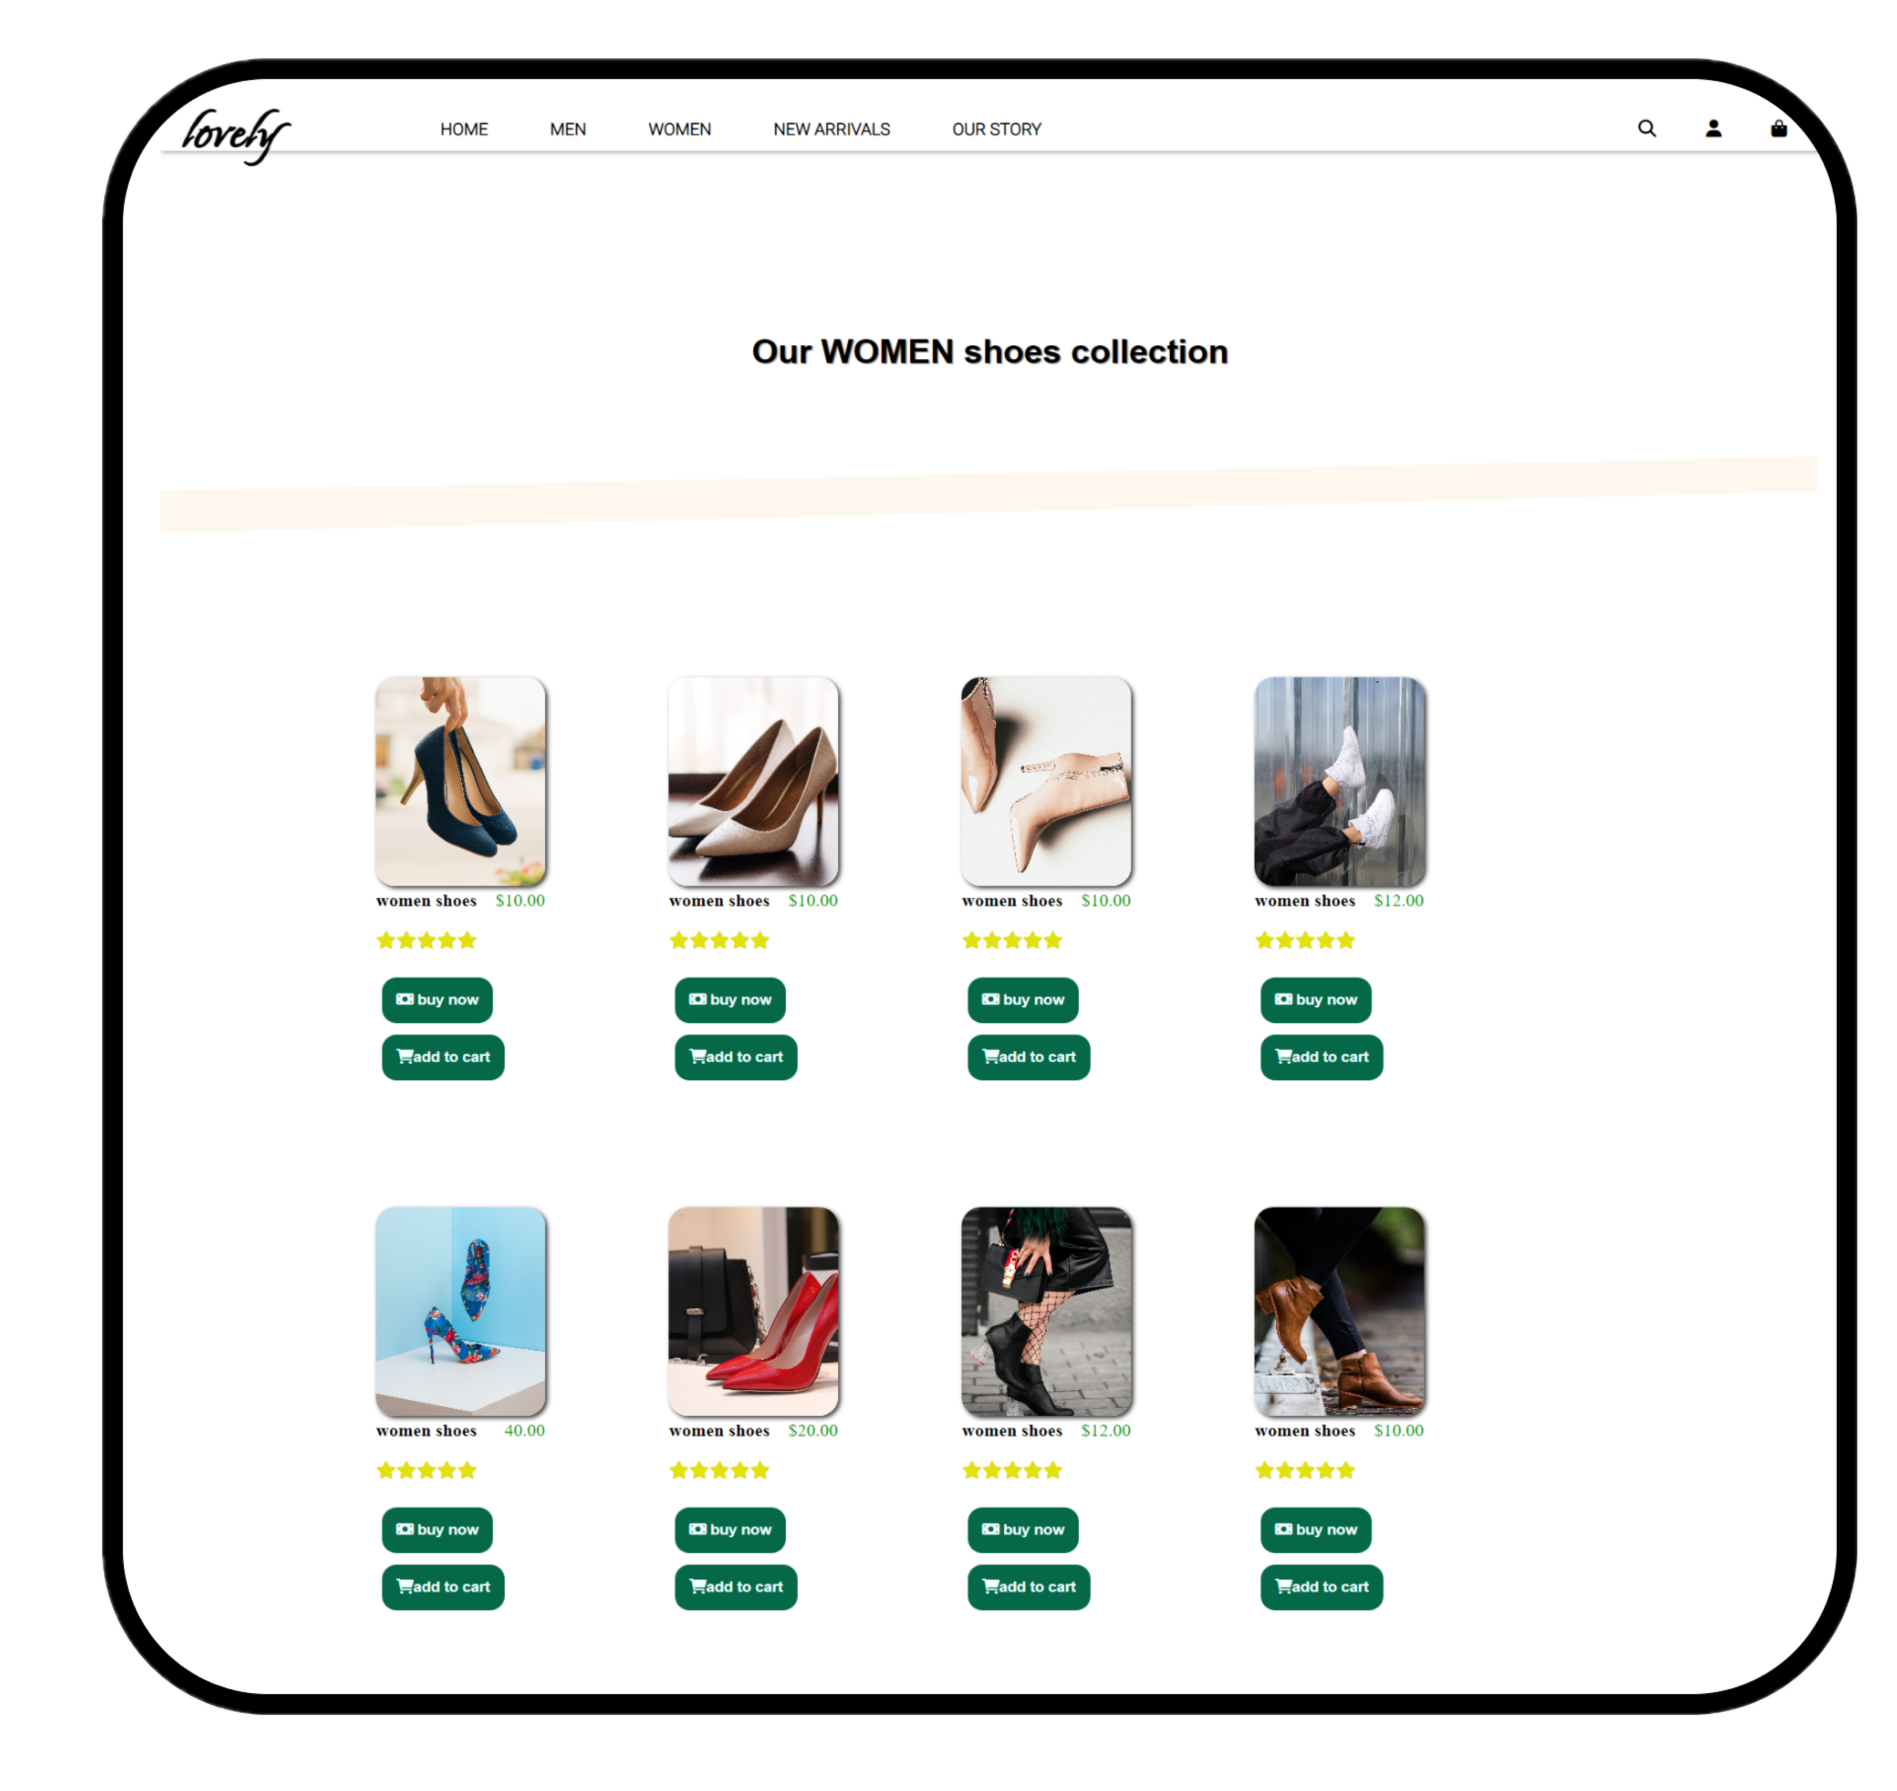 lovely HOME MEN WOMEN NEW ARRIVALS OUR STORY
Our WOMEN shoes collection
women shoes $10.00 women shoes $10.00 women shoes $10.00 women shoes $12.00
buy now buy now buy now buy now
add to cart add to cart add to cart add to cart
women shoes 40.00 women shoes $20.00 women shoes $12.00 women shoes $10.00
buy now buy now buy now buy now
add to cart add to cart add to cart add to cart